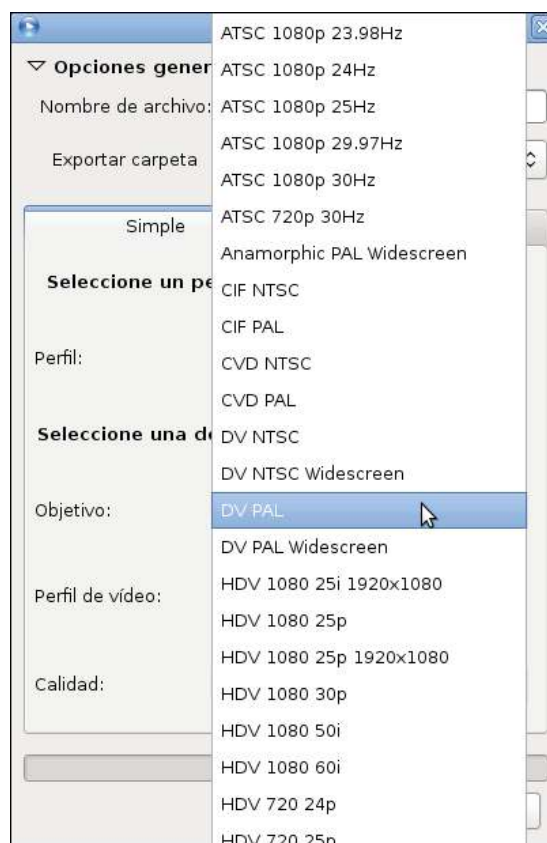 Opciones gener
Nombre de archivo:
Exportar carpeta
Simple
Seleccione un pe
Perfil:
Seleccione una de
Objetivo:
Perfil de vídeo:
Calidad:
ATSC 1080p 23.98Hz
ATSC 1080p 24Hz
ATSC 1080p 25Hz
ATSC 1080p 29.97Hz
ATSC 1080p 30Hz
ATSC 720p 30Hz
Anamorphic PAL Widescreen
CIF NTSC
CIF PAL
CVD NTSC
CVD PAL
DV NTSC
DV NTSC Widescreen
DV PAL
DV PAL Widescreen
HDV 1080 25i 1920x1080
HDV 1080 25p
HDV 1080 25p 1920x1080
HDV 1080 30p
HDV 1080 50i
HDV 1080 60i
HDV 720 24p
HDV 720 25p